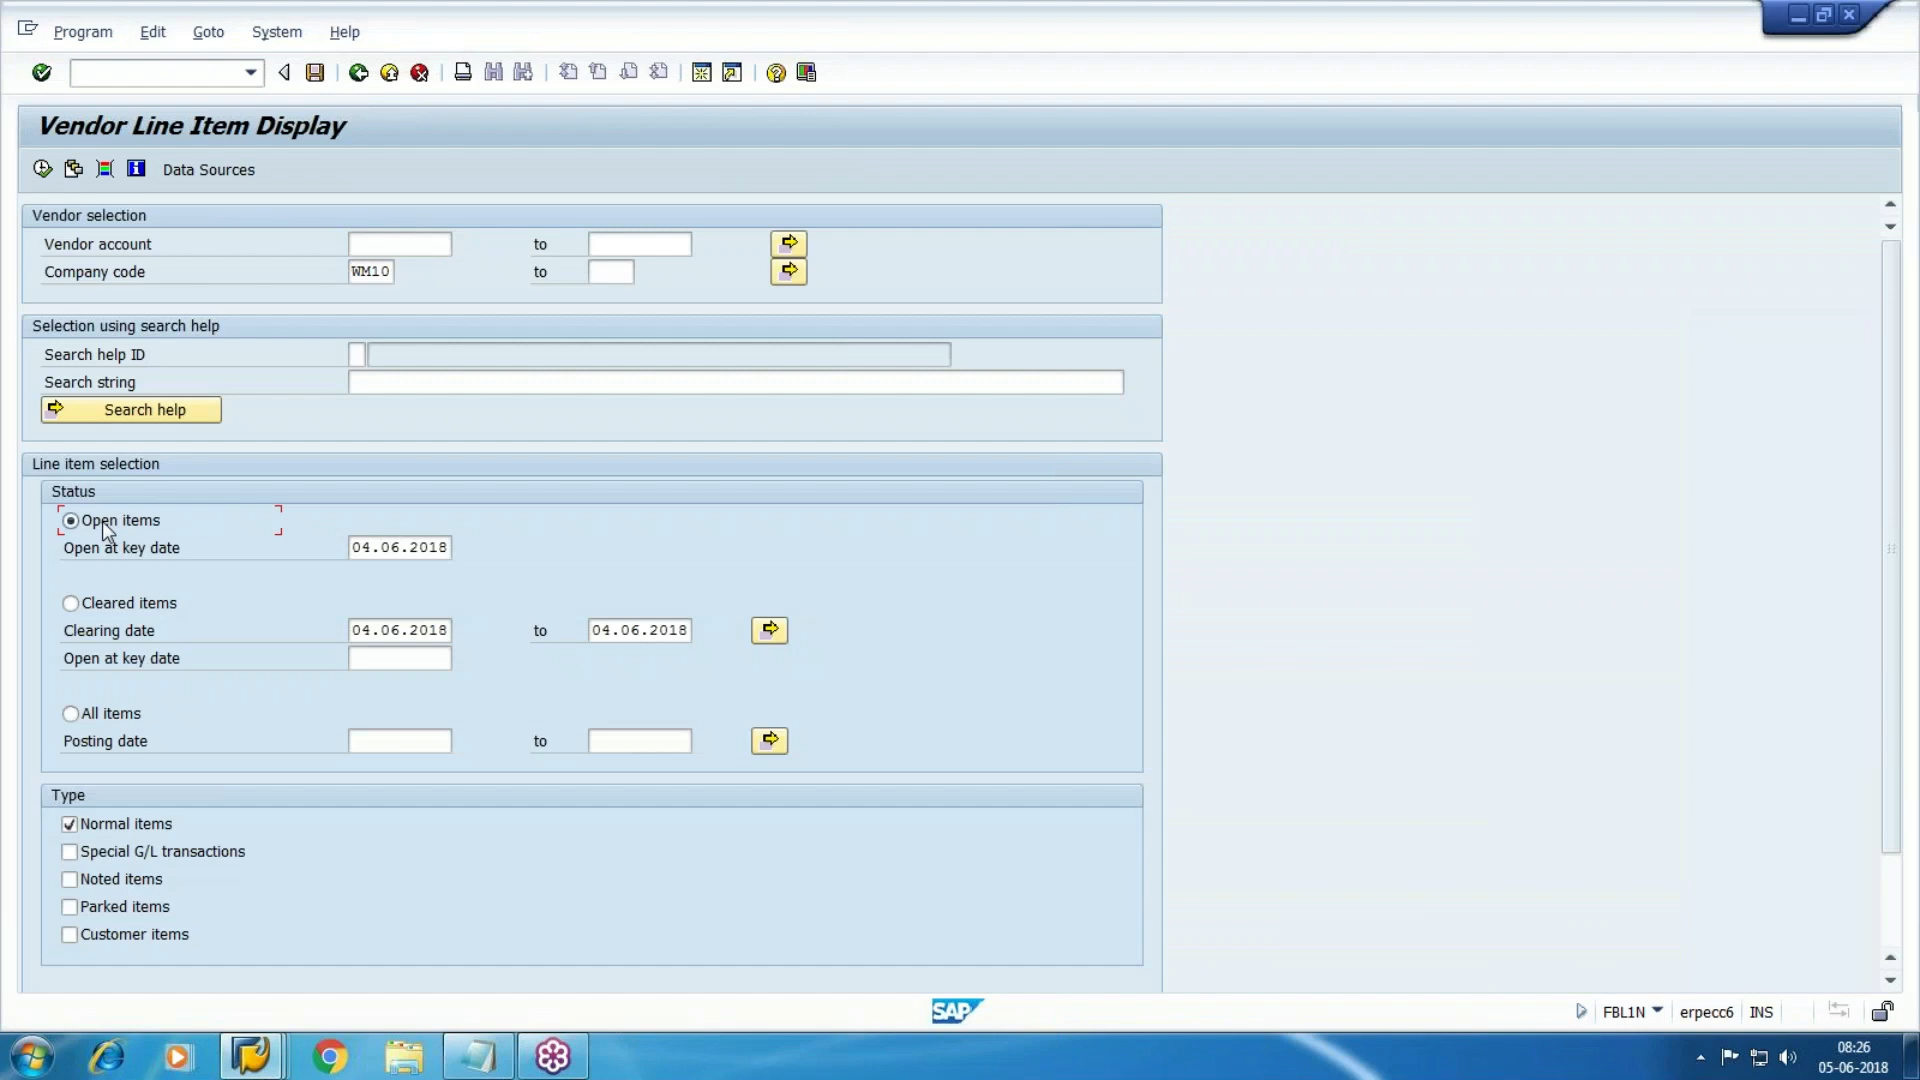 Program Edit Goto System Help
Vendor Line Item Display
Data Sources
Vendor selection
Vendor account to
Company code WM10 to
Selection using search help
Search help ID
Search string
Search help
Line item selection
Status
Open items
Open at key date 04.06.2018
Cleared items
Clearing date 04.06.2018 to 04.06.2018
Open at key date
All items
Posting date to
Type
Normal items
Special G/L transactions
Noted items
Parked items
Customer items
SAP FBL1N erpecc6 INS
08:26
05-06-2018